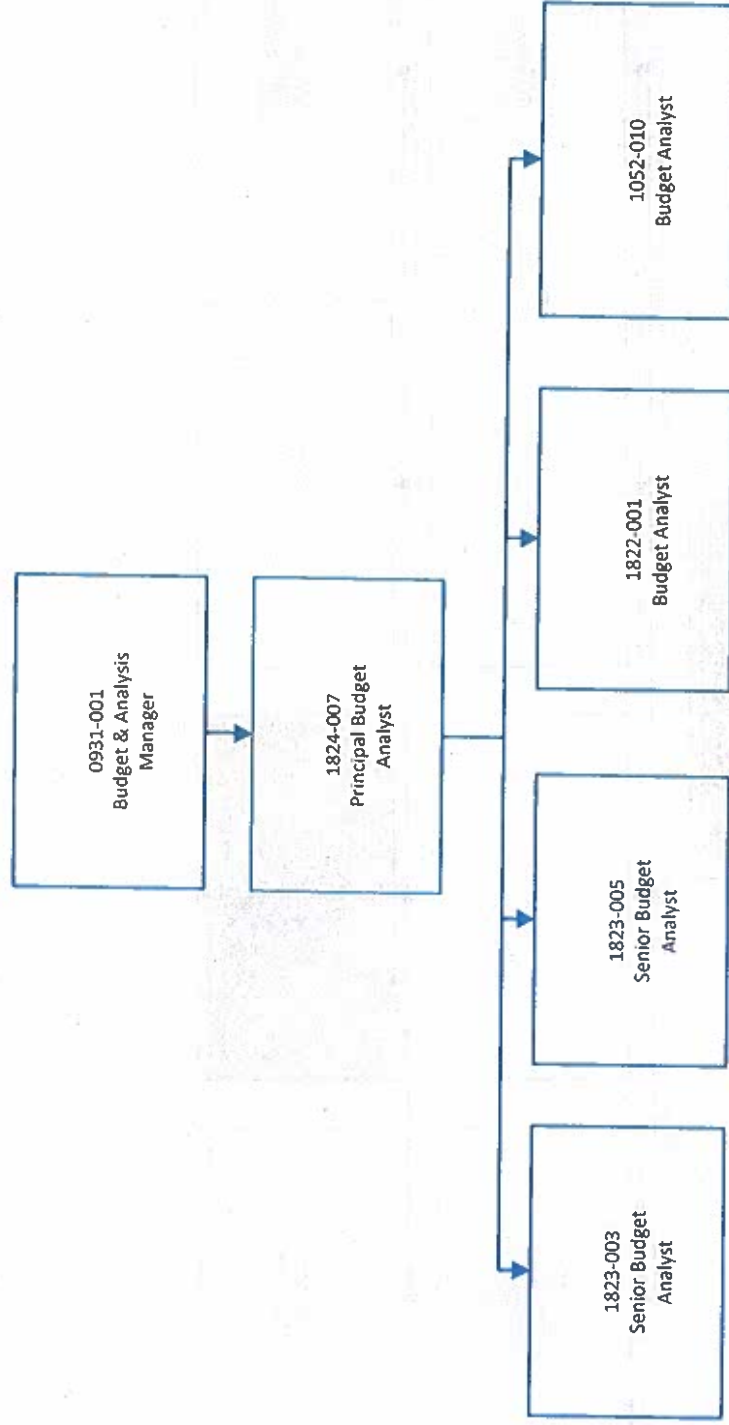 0931-001
Budget & Analysis
Manager
1824-007
Principal Budget
Analyst
1823-003
Senior Budget
Analyst
1823-005
Senior Budget
Analyst
1822-001
Budget Analyst
1052-010
Budget Analyst